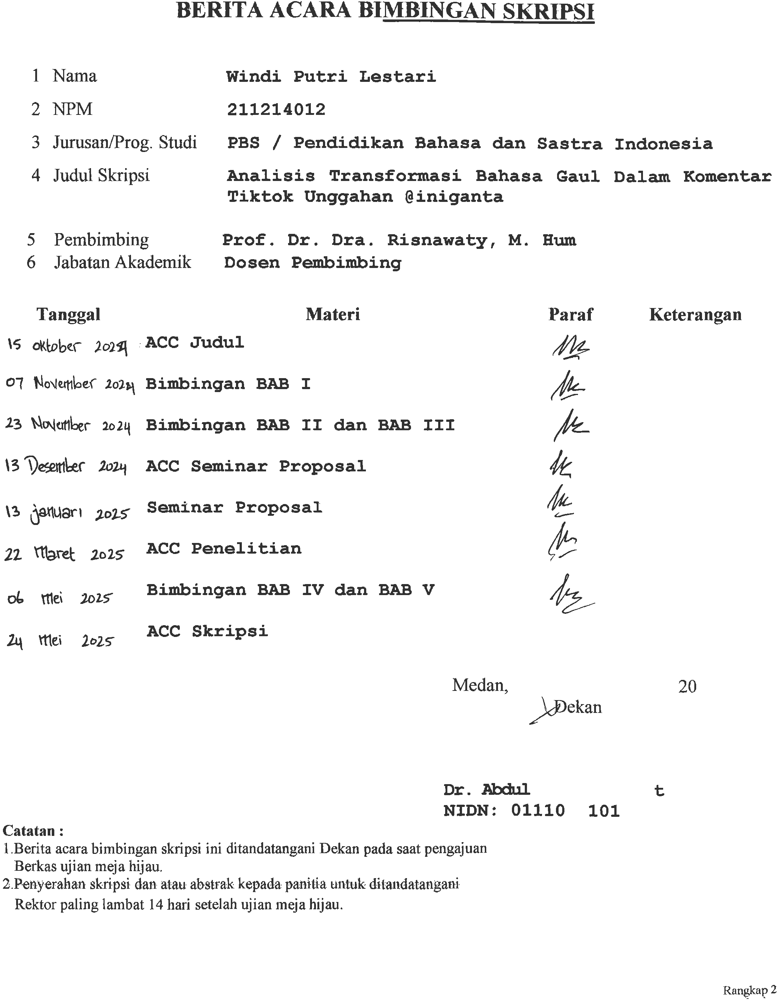 BERITA ACARA BIMBINGAN SKRIPSI
1 Nama Windi Putri Lestari
2 NPM 211214012
3 Jurusan/Prog. Studi PBS / Pendidikan Bahasa dan Sastra Indonesia
4 Judul Skripsi Analisis Transformasi Bahasa Gaul Dalam Komentar
Tiktok Unggahan @iniganta
5 Pembimbing Prof. Dr. Dra. Risnawaty, M. Hum
6 Jabatan Akademik Dosen Pembimbing
Tanggal Materi Paraf Keterangan
15 oktober 2024 ACC Judul
07 November 2024 Bimbingan BAB I
23 November 2024 Bimbingan BAB II dan BAB III
13 Desember 2024 ACC Seminar Proposal
13 januari 2025 Seminar Proposal
22 Maret 2025 ACC Penelitian
06 Mei 2025 Bimbingan BAB IV dan BAB V
24 Mei 2025 ACC Skripsi
Medan, 20
Dekan
Dr. Abdul t
NIDN: 01110 101
Catatan :
1.Berita acara bimbingan skripsi ini ditandatangani Dekan pada saat pengajuan
Berkas ujian meja hijau.
2.Penyerahan skripsi dan atau abstrak kepada panitia untuk ditandatangani
Rektor paling lambat 14 hari setelah ujian meja hijau.
Rangkap 2